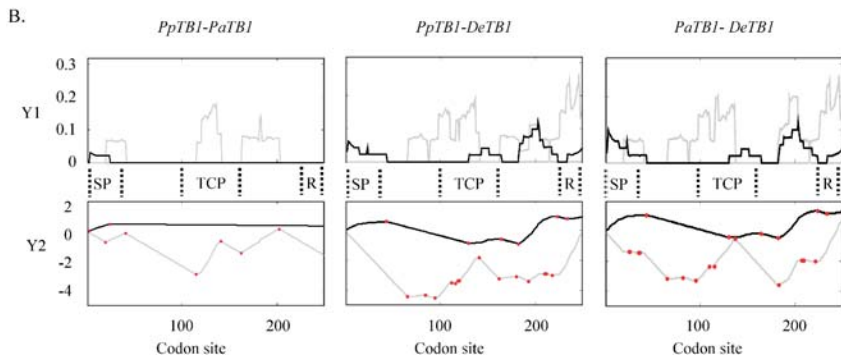 B.
PpTB1-PaTB1 PpTB1-DeTB1 PaTB1- DeTB1
Y1
0.3
0.2
0.1
0
SP TCP R SP TCP R SP TCP R
Y2
2
0
-2
-4
100 200 100 200 100 200
Codon site Codon site Codon site